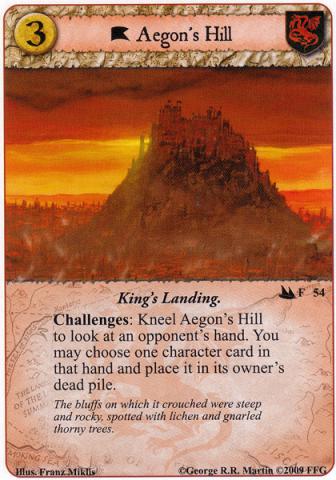 3
Aegon's Hill
King's Landing.
F 54
Challenges: Kneel Aegon's Hill
to look at an opponent's hand. You
may choose one character card in
that hand and place it in its owner's
dead pile.
The bluffs on which it crouched were steep
and rocky, spotted with lichen and gnarled
thorny trees.
Illus. Franz Miklis
©George R.R. Martin ©2009 FFG